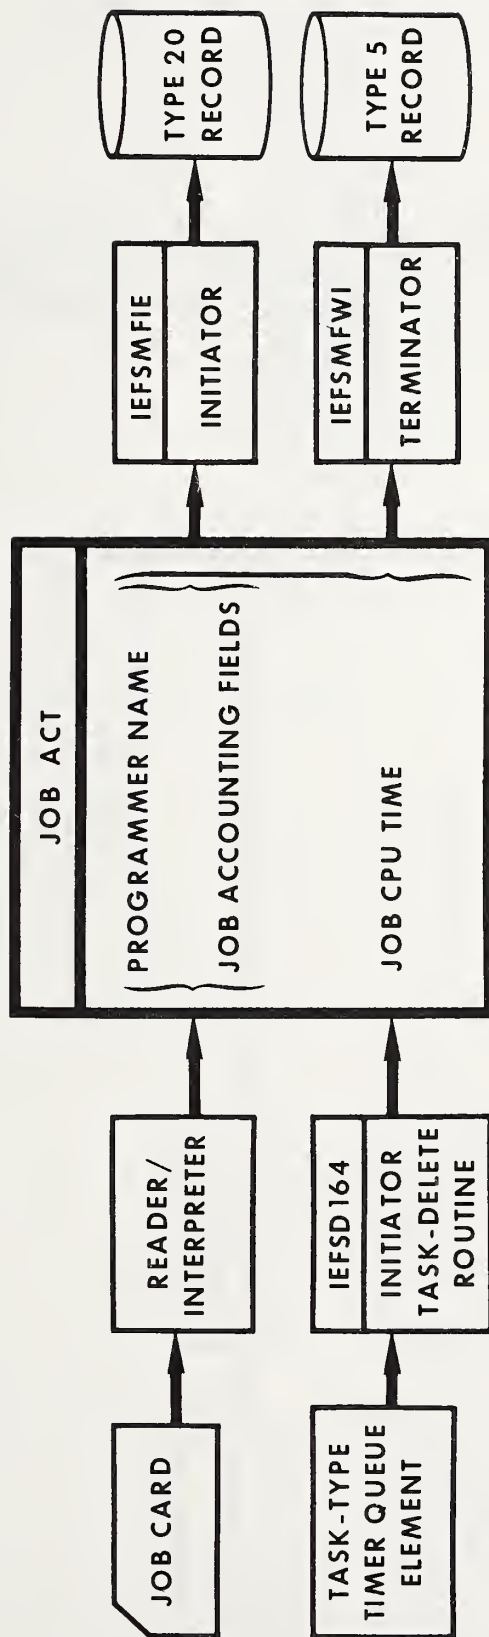 JOB CARD
READER/
INTERPRETER
JOB ACT
PROGRAMMER NAME
JOB ACCOUNTING FIELDS
JOB CPU TIME
IEFSMFIE
INITIATOR
TYPE 20
RECORD
TASK-TYPE
TIMER QUEUE
ELEMENT
IEFSD164
INITIATOR
TASK-DELETE
ROUTINE
IEFSMFWI
TERMINATOR
TYPE 5
RECORD